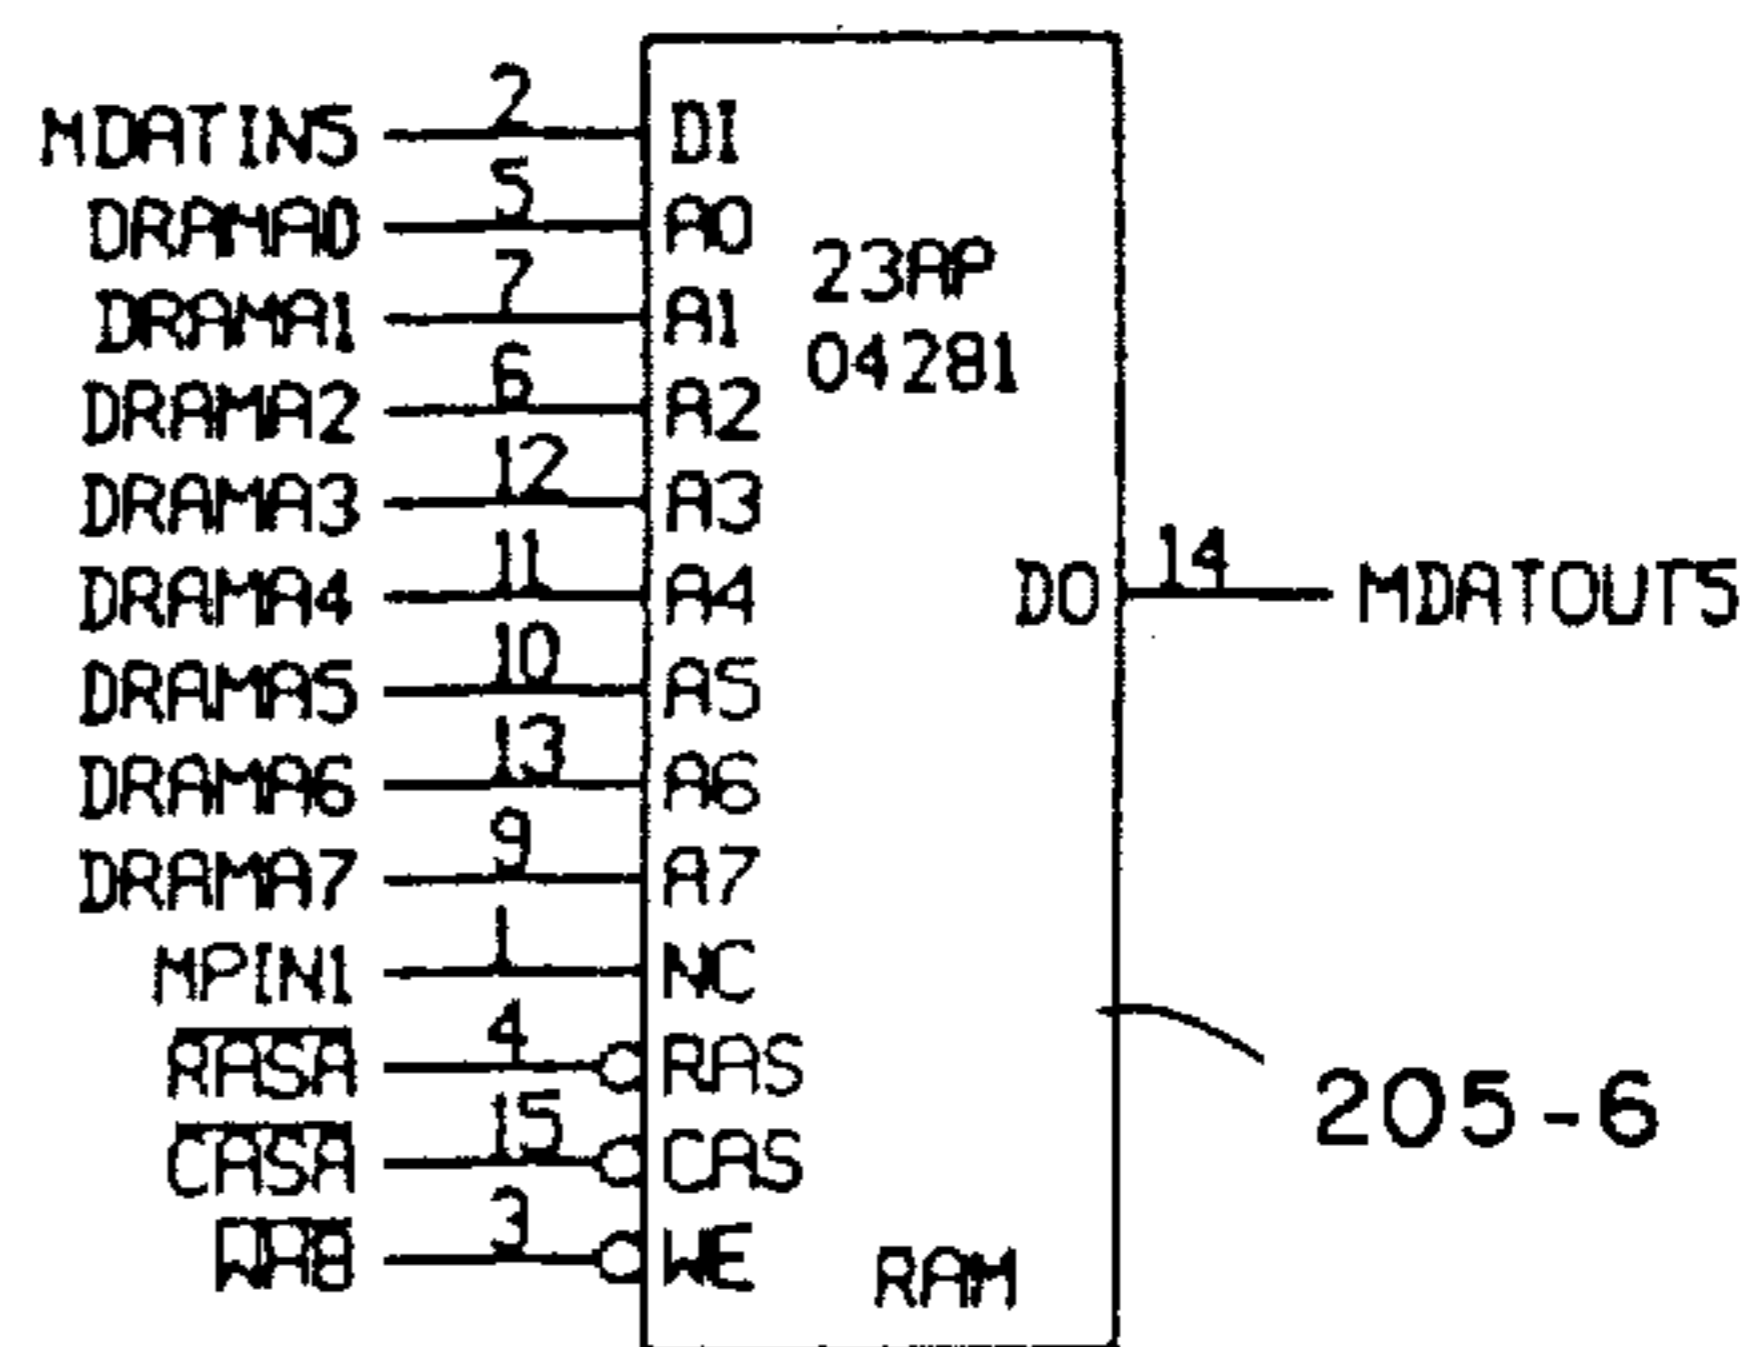 MDATIN5 2 DI
DRAMA0 5 A0
23AP
DRAMA1 7 A1
04281
DRAMA2 6 A2
DRAMA3 12 A3
DRAMA4 11 A4 DO 14 MDATOUT5
DRAMA5 10 A5
DRAMA6 13 A6
DRAMA7 9 A7
MPIN1 1 NC
RASA 4 RAS
205-6
CASA 15 CAS
3 WE
RAM